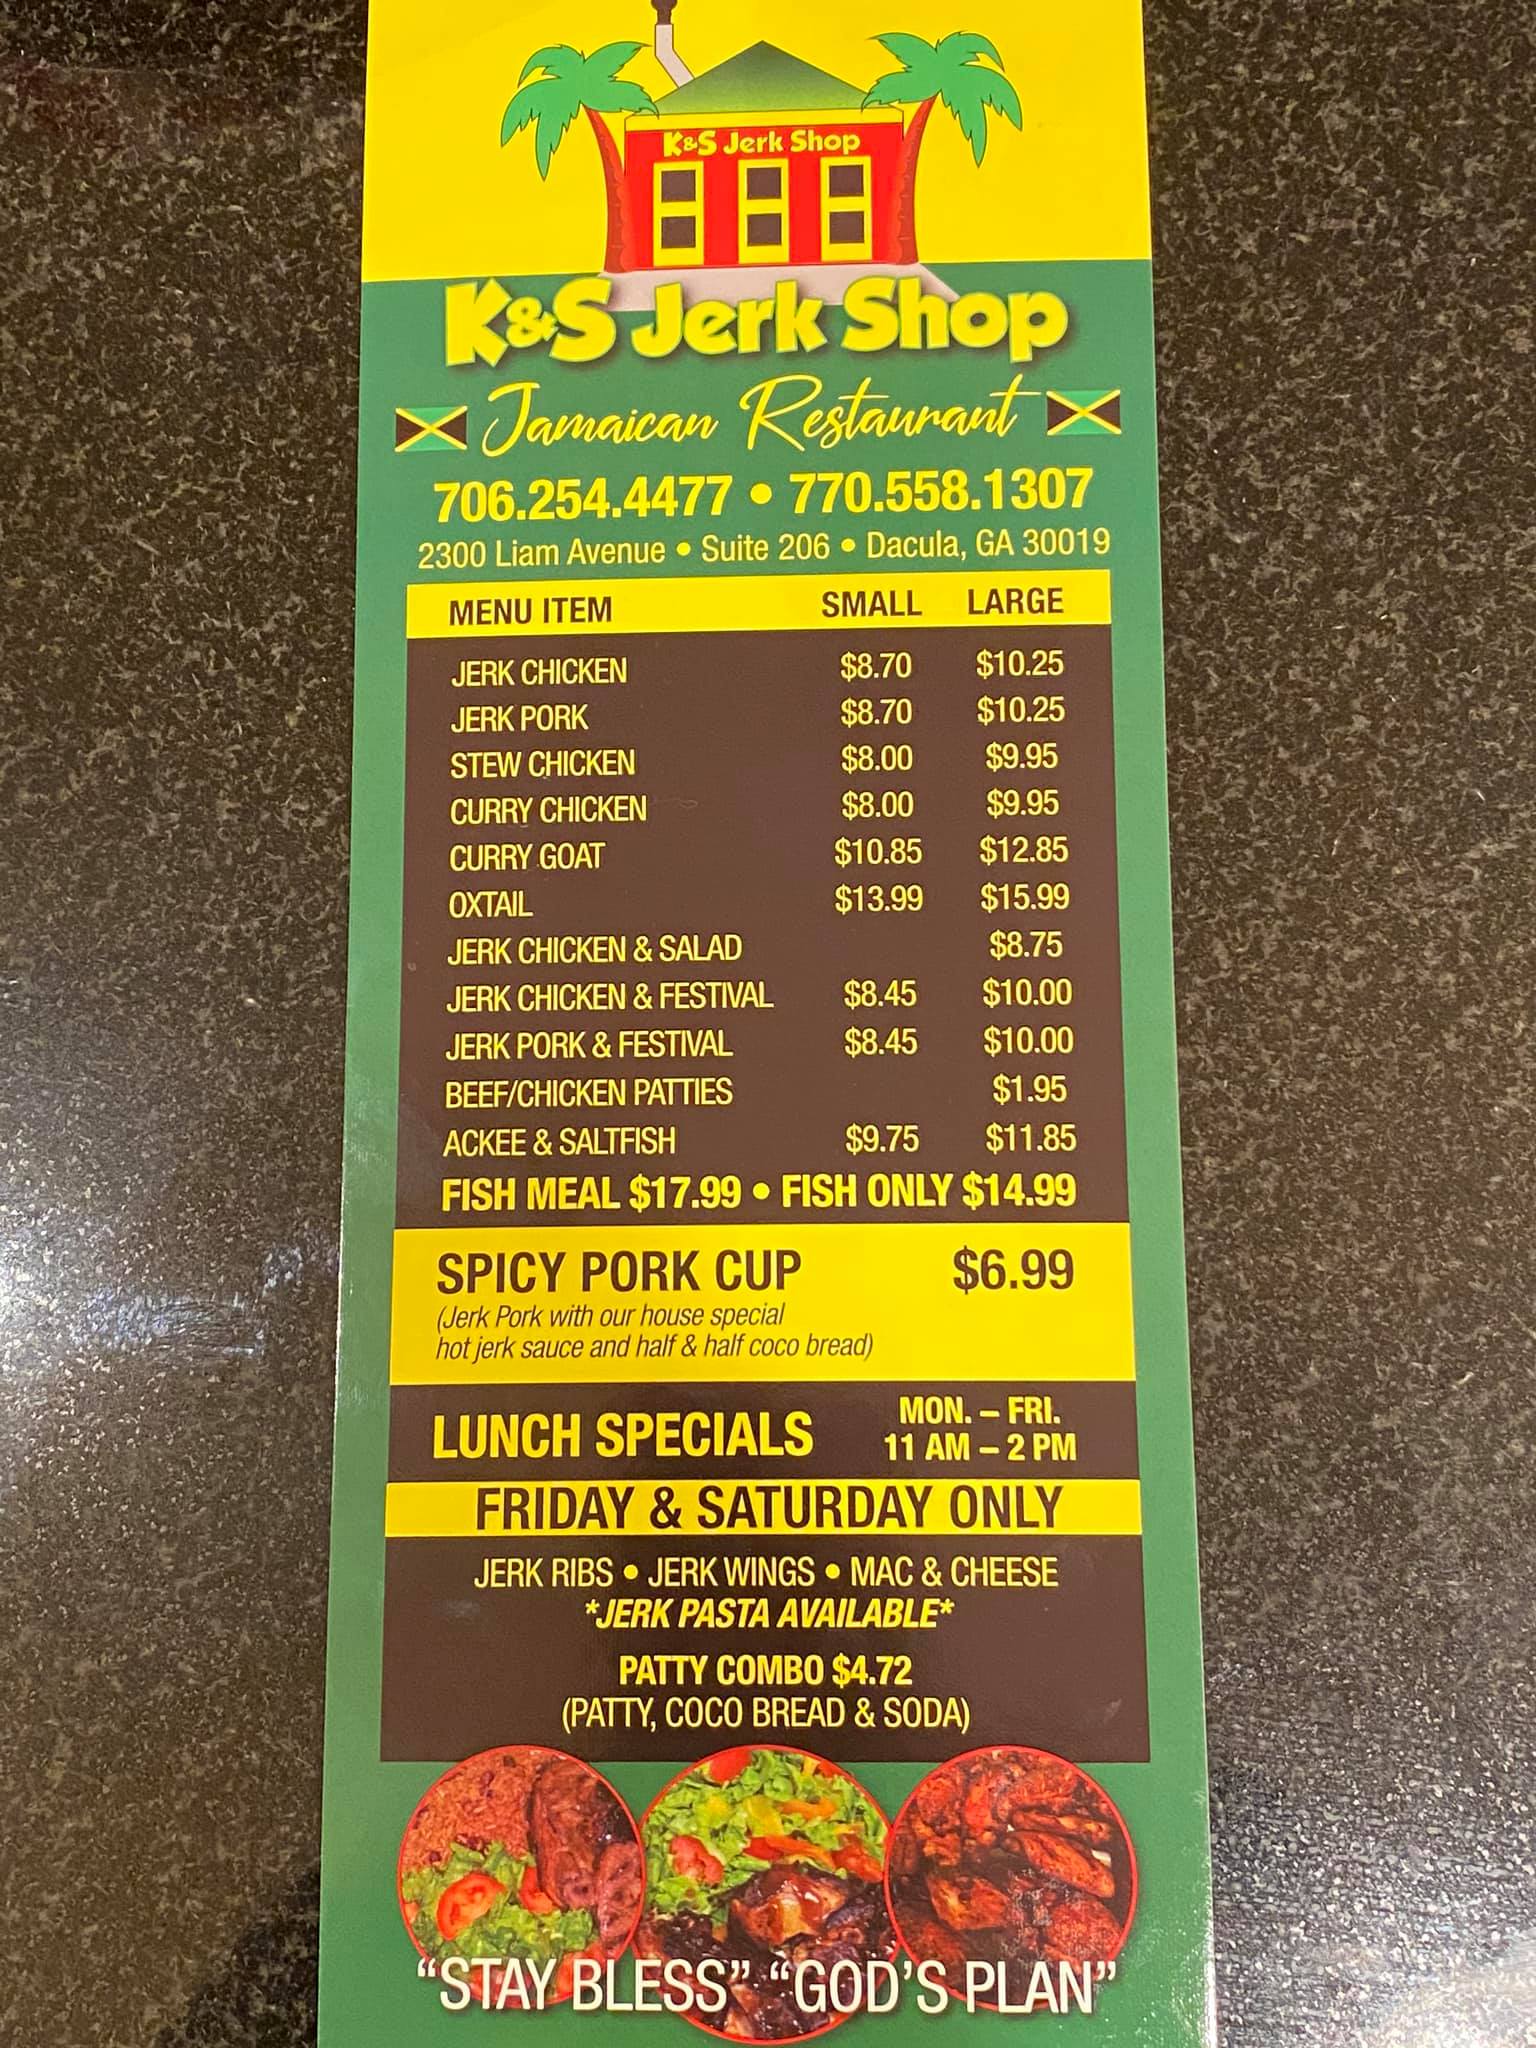 K&S Jerk Shop
K&S Jerk Shop
Jamaican Restaurant
706.254.4477 • 770.558.1307
2300 Liam Avenue • Suite 206 • Dacula, GA 30019
MENU ITEM SMALL LARGE
JERK CHICKEN $8.70 $10.25
JERK PORK $8.70 $10.25
STEW CHICKEN $8.00 $9.95
CURRY CHICKEN $8.00 $9.95
CURRY GOAT $10.85 $12.85
OXTAIL $13.99 $15.99
JERK CHICKEN & SALAD $8.75
JERK CHICKEN & FESTIVAL $8.45 $10.00
JERK PORK & FESTIVAL $8.45 $10.00
BEEF/CHICKEN PATTIES $1.95
ACKEE & SALTFISH $9.75 $11.85
FISH MEAL $17.99 • FISH ONLY $14.99
SPICY PORK CUP $6.99
(Jerk Pork with our house special
hot jerk sauce and half & half coco bread)
LUNCH SPECIALS MON. – FRI.
11 AM – 2 PM
FRIDAY & SATURDAY ONLY
JERK RIBS • JERK WINGS • MAC & CHEESE
*JERK PASTA AVAILABLE*
PATTY COMBO $4.72
(PATTY, COCO BREAD & SODA)
"STAY BLESS" "GOD'S PLAN"